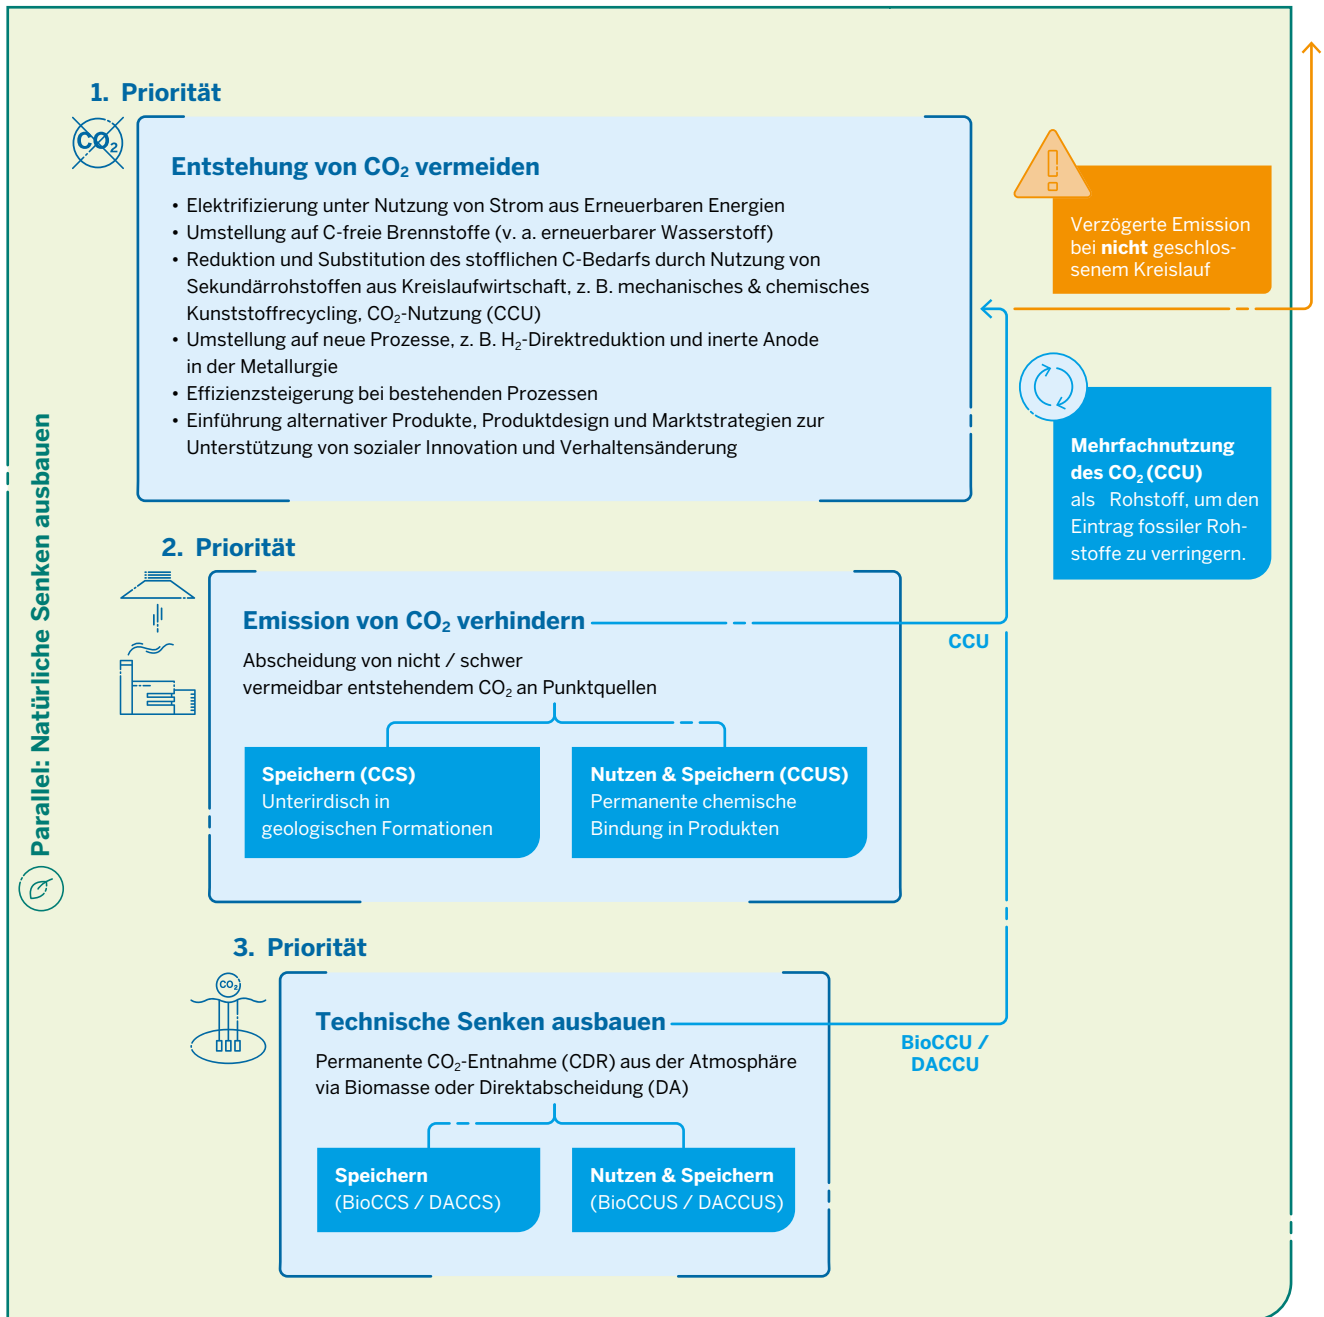 1. Priorität
CO₂
Entstehung von CO₂ vermeiden
• Elektrifizierung unter Nutzung von Strom aus Erneuerbaren Energien
• Umstellung auf C-freie Brennstoffe (v. a. erneuerbarer Wasserstoff)
• Reduktion und Substitution des stofflichen C-Bedarfs durch Nutzung von
Sekundärrohstoffen aus Kreislaufwirtschaft, z. B. mechanisches & chemisches
Kunststoffrecycling, CO₂-Nutzung (CCU)
• Umstellung auf neue Prozesse, z. B. H₂-Direktreduktion und inerte Anode
in der Metallurgie
• Effizienzsteigerung bei bestehenden Prozessen
• Einführung alternativer Produkte, Produktdesign und Marktstrategien zur
Unterstützung von sozialer Innovation und Verhaltensänderung
Verzögerte Emission
bei nicht geschlos-
senem Kreislauf
Mehrfachnutzung
des CO₂ (CCU)
als Rohstoff, um den
Eintrag fossiler Roh-
stoffe zu verringern.
Parallel: Natürliche Senken ausbauen
2. Priorität
Emission von CO₂ verhindern
CCU
Abscheidung von nicht / schwer
vermeidbar entstehendem CO₂ an Punktquellen
Speichern (CCS)
Unterirdisch in
geologischen Formationen
Nutzen & Speichern (CCUS)
Permanente chemische
Bindung in Produkten
3. Priorität
CO₂
Technische Senken ausbauen
BioCCU /
DACCU
Permanente CO₂-Entnahme (CDR) aus der Atmosphäre
via Biomasse oder Direktabscheidung (DA)
Speichern
(BioCCS / DACCS)
Nutzen & Speichern
(BioCCUS / DACCUS)